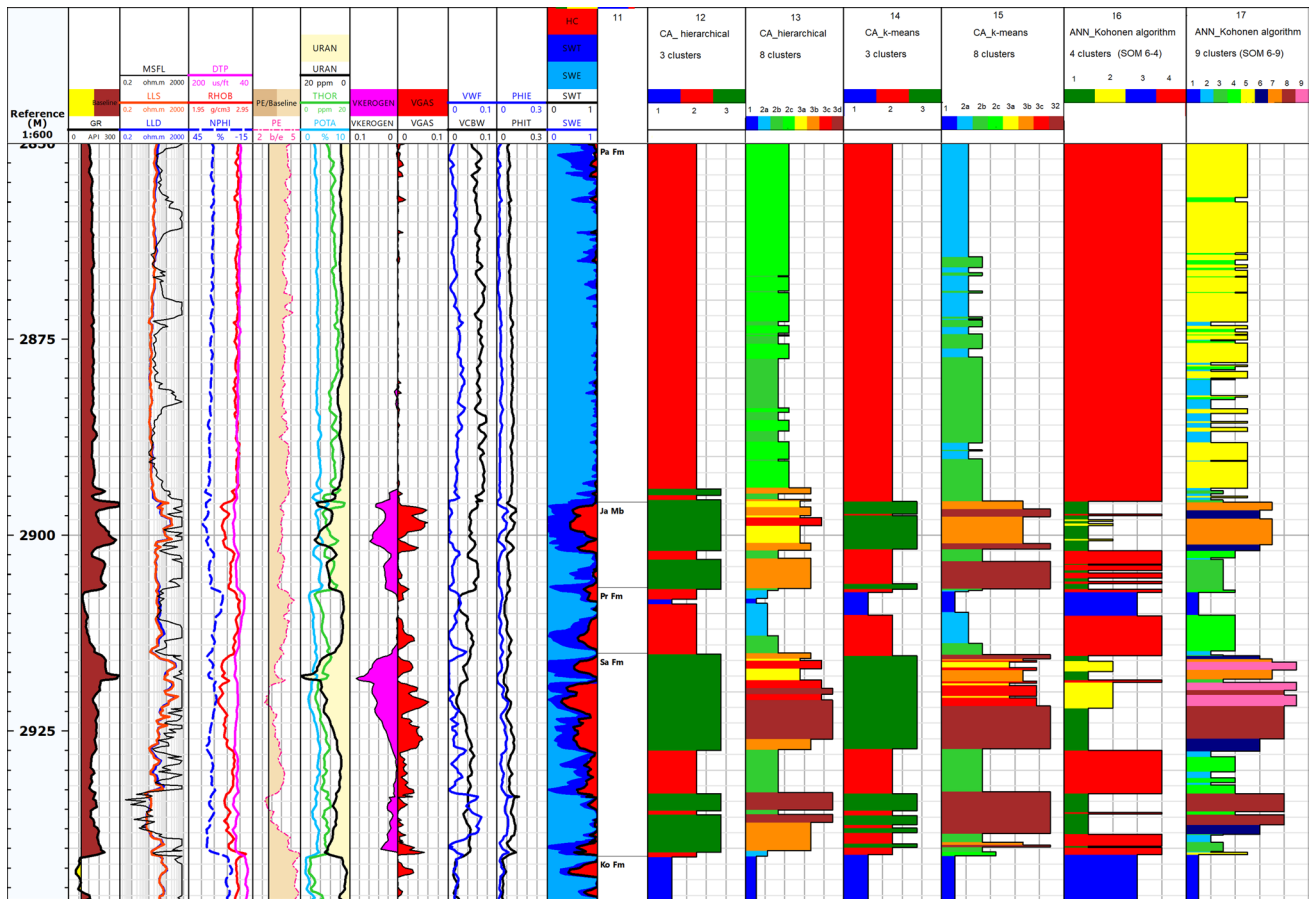 HC
SWT
SWE
SWT
0 1
SWE
11
12
CA_ hierarchical
3 clusters
1 2 3
13
CA_hierarchical
8 clusters
1 2a 2b 2c 3a 3b 3c 3d
14
CA_k-means
3 clusters
1 2 3
15
CA_k-means
8 clusters
1 2a 2b 2c 3a 3b 3c 32
16
ANN_Kohonen algorithm
4 clusters (SOM 6-4)
1 2 3 4
17
ANN_Kohonen algorithm
9 clusters (SOM 6-9)
1 2 3 4 5 6 7 8 9
Reference
(M)
1:600
Baseline
GR
0 API 300
MSFL
0.2 ohm.m 2000
LLS
0.2 ohm.m 2000
LLD
0.2 ohm.m 2000
DTP
200 us/ft 40
RHOB
1.95 g/cm3 2.95
NPHI
45 % -15
PE/Baseline
PE
2 b/e 5
URAN
URAN
20 ppm 0
THOR
0 ppm 20
POTA
0 % 10
VKEROGEN
VKEROGEN
0.1 0
VGAS
VGAS
0 0.1
VWF
0 0.1
VCBW
0 0.1
PHIE
0 0.3
PHIT
0 0.3
2850
2875
2900
2925
Pa Fm
Ja Mb
Pr Fm
Sa Fm
Ko Fm